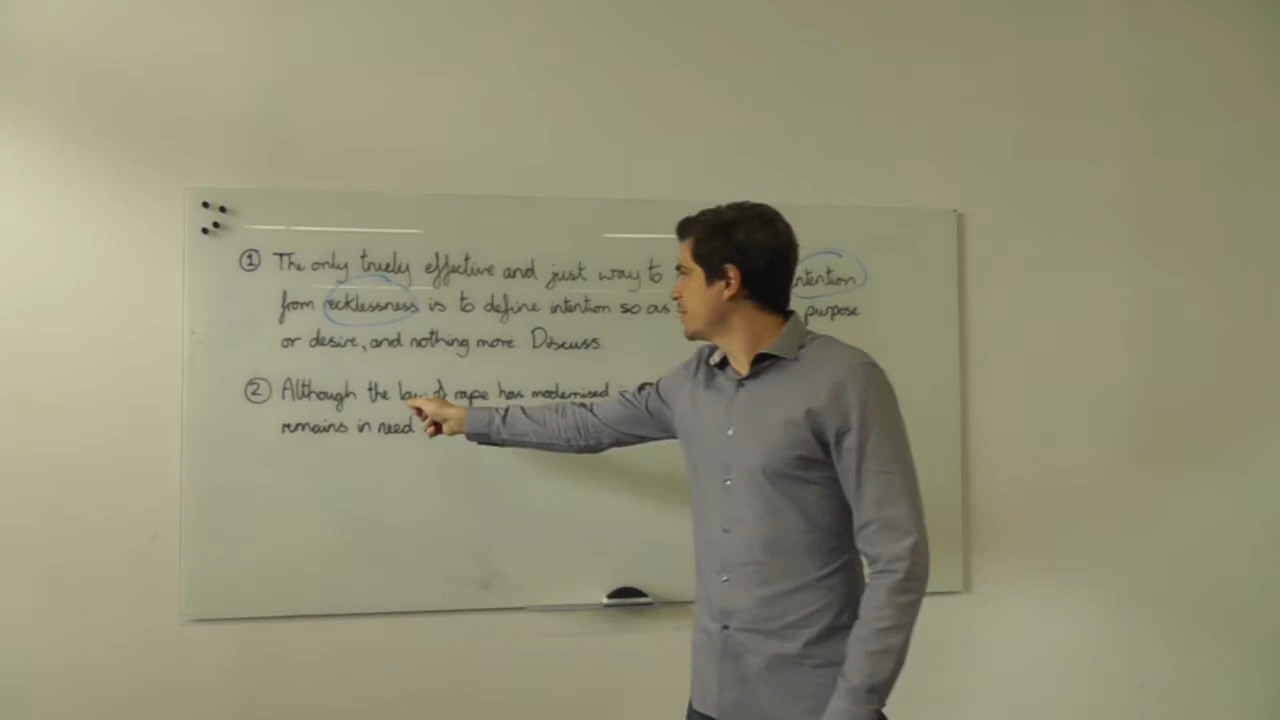 ① The only truely effective and just way to ntention
from recklessness is to define intention so as purpose
or desire, and nothing more. Discuss.
② Although the law of rape has modernised
remains in need